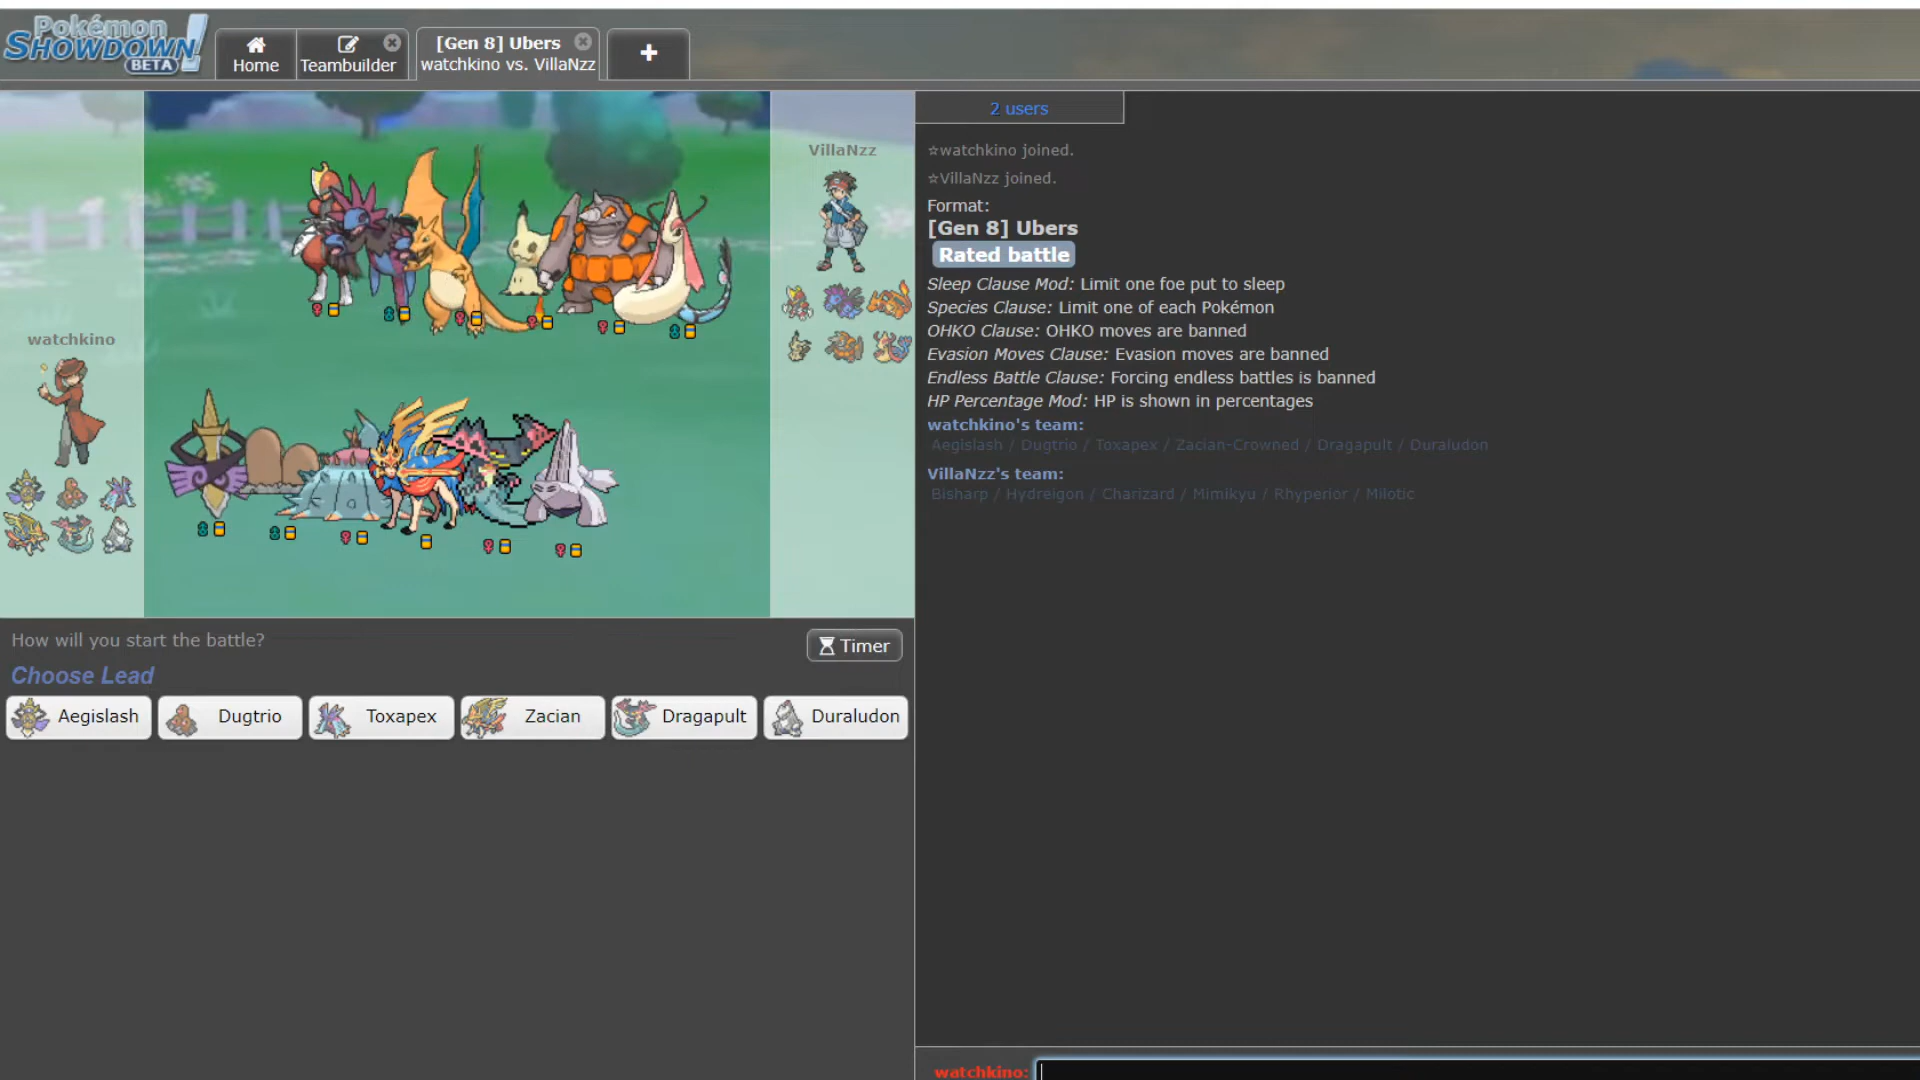 Pokémon
SHOWDOWN!
BETA
Home
Teambuilder
[Gen 8] Ubers
watchkino vs. VillaNzz
+
VillaNzz
watchkino
2 users
☆watchkino joined.
☆VillaNzz joined.
Format:
[Gen 8] Ubers
Rated battle
Sleep Clause Mod: Limit one foe put to sleep
Species Clause: Limit one of each Pokémon
OHKO Clause: OHKO moves are banned
Evasion Moves Clause: Evasion moves are banned
Endless Battle Clause: Forcing endless battles is banned
HP Percentage Mod: HP is shown in percentages
watchkino's team:
Aegislash / Dugtrio / Toxapex / Zacian-Crowned / Dragapult / Duraludon
VillaNzz's team:
Bisharp / Hydreigon / Charizard / Mimikyu / Rhyperior / Milotic
How will you start the battle?
Timer
Choose Lead
Aegislash
Dugtrio
Toxapex
Zacian
Dragapult
Duraludon
watchkino: